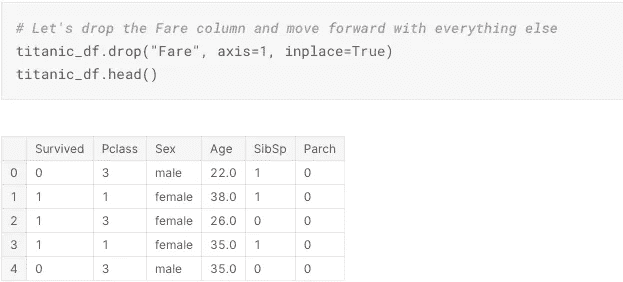 # Let's drop the Fare column and move forward with everything else
titanic_df.drop("Fare", axis=1, inplace=True)
titanic_df.head()
Survived Pclass Sex Age SibSp Parch
0 0 3 male 22.0 1 0
1 1 1 female 38.0 1 0
2 1 3 female 26.0 0 0
3 1 1 female 35.0 1 0
4 0 3 male 35.0 0 0